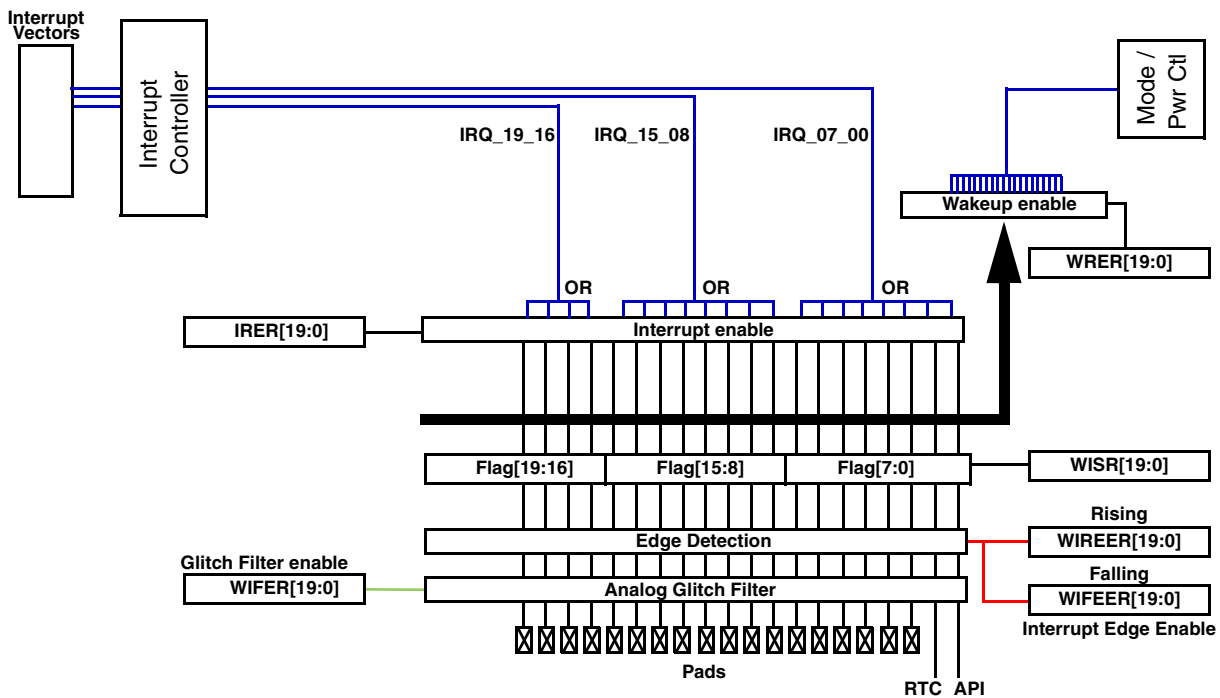 Interrupt
Vectors
Interrupt
Controller
Mode /
Pwr Ctl
IRQ_19_16
IRQ_15_08
IRQ_07_00
Wakeup enable
WRER[19:0]
OR
OR
OR
IRER[19:0]
Interrupt enable
Flag[19:16]
Flag[15:8]
Flag[7:0]
WISR[19:0]
Rising
Edge Detection
WIREER[19:0]
Glitch Filter enable
Falling
WIFER[19:0]
Analog Glitch Filter
WIFEER[19:0]
Interrupt Edge Enable
Pads
RTC
API